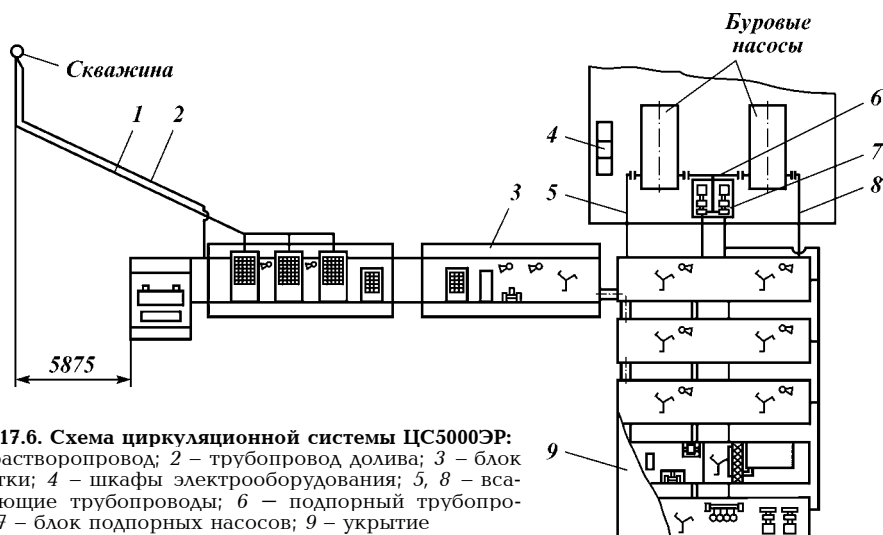 Скважина
1
2
3
Буровые
насосы
4
5
6
7
8
5875
9
17.6. Схема циркуляционной системы ЦС5000ЭР:
растворопровод; 2 – трубопровод долива; 3 – блок
тки; 4 – шкафы электрооборудования; 5, 8 – вса-
ющие трубопроводы; 6 — подпорный трубопро-
7 – блок подпорных насосов; 9 – укрытие